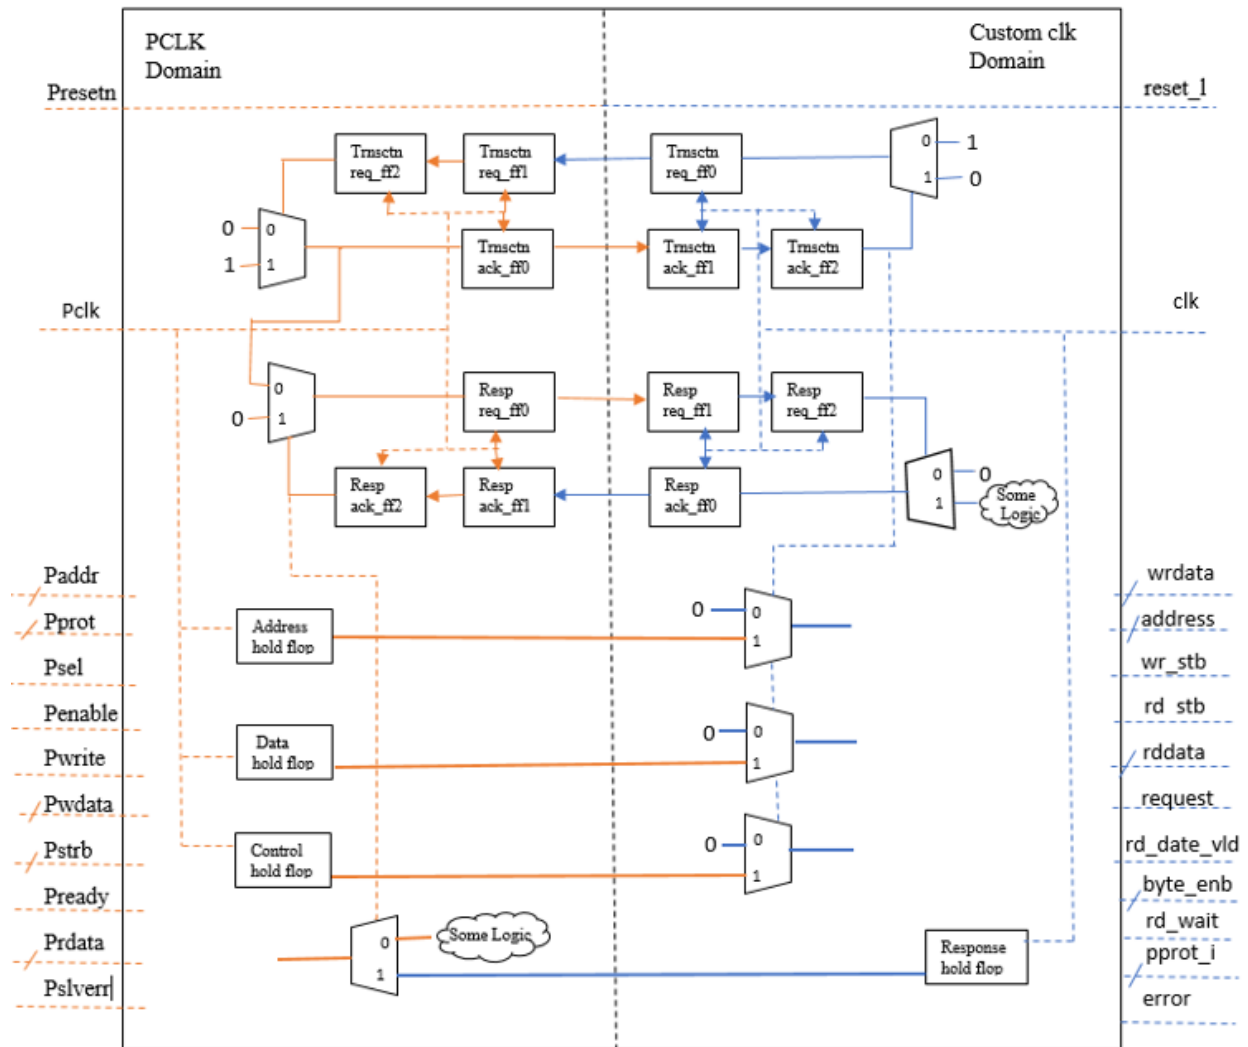 PCLK
Domain
Custom clk
Domain
Presetn
reset_1
Trnsctn
req_ff2
Trnsctn
req_ff1
Trnsctn
req_ff0
0
1
1
0
0
1
0
1
Trnsctn
ack_ff0
Trnsctn
ack_ff1
Trnsctn
ack_ff2
Pclk
clk
0
0
1
Resp
req_ff0
Resp
req_ff1
Resp
req_ff2
Resp
ack_ff2
Resp
ack_ff1
Resp
ack_ff0
0
1
0
Some
Logic
Paddr
Pprot
Psel
Penable
Pwrite
Pwdata
Pstrb
Pready
Prdata
Pslverr
Address
hold flop
0
0
1
Data
hold flop
0
0
1
Control
hold flop
0
0
1
0
1
Some Logic
Response
hold flop
wrdata
address
wr_stb
rd_stb
rddata
request
rd_date_vld
byte_enb
rd_wait
pprot_i
error